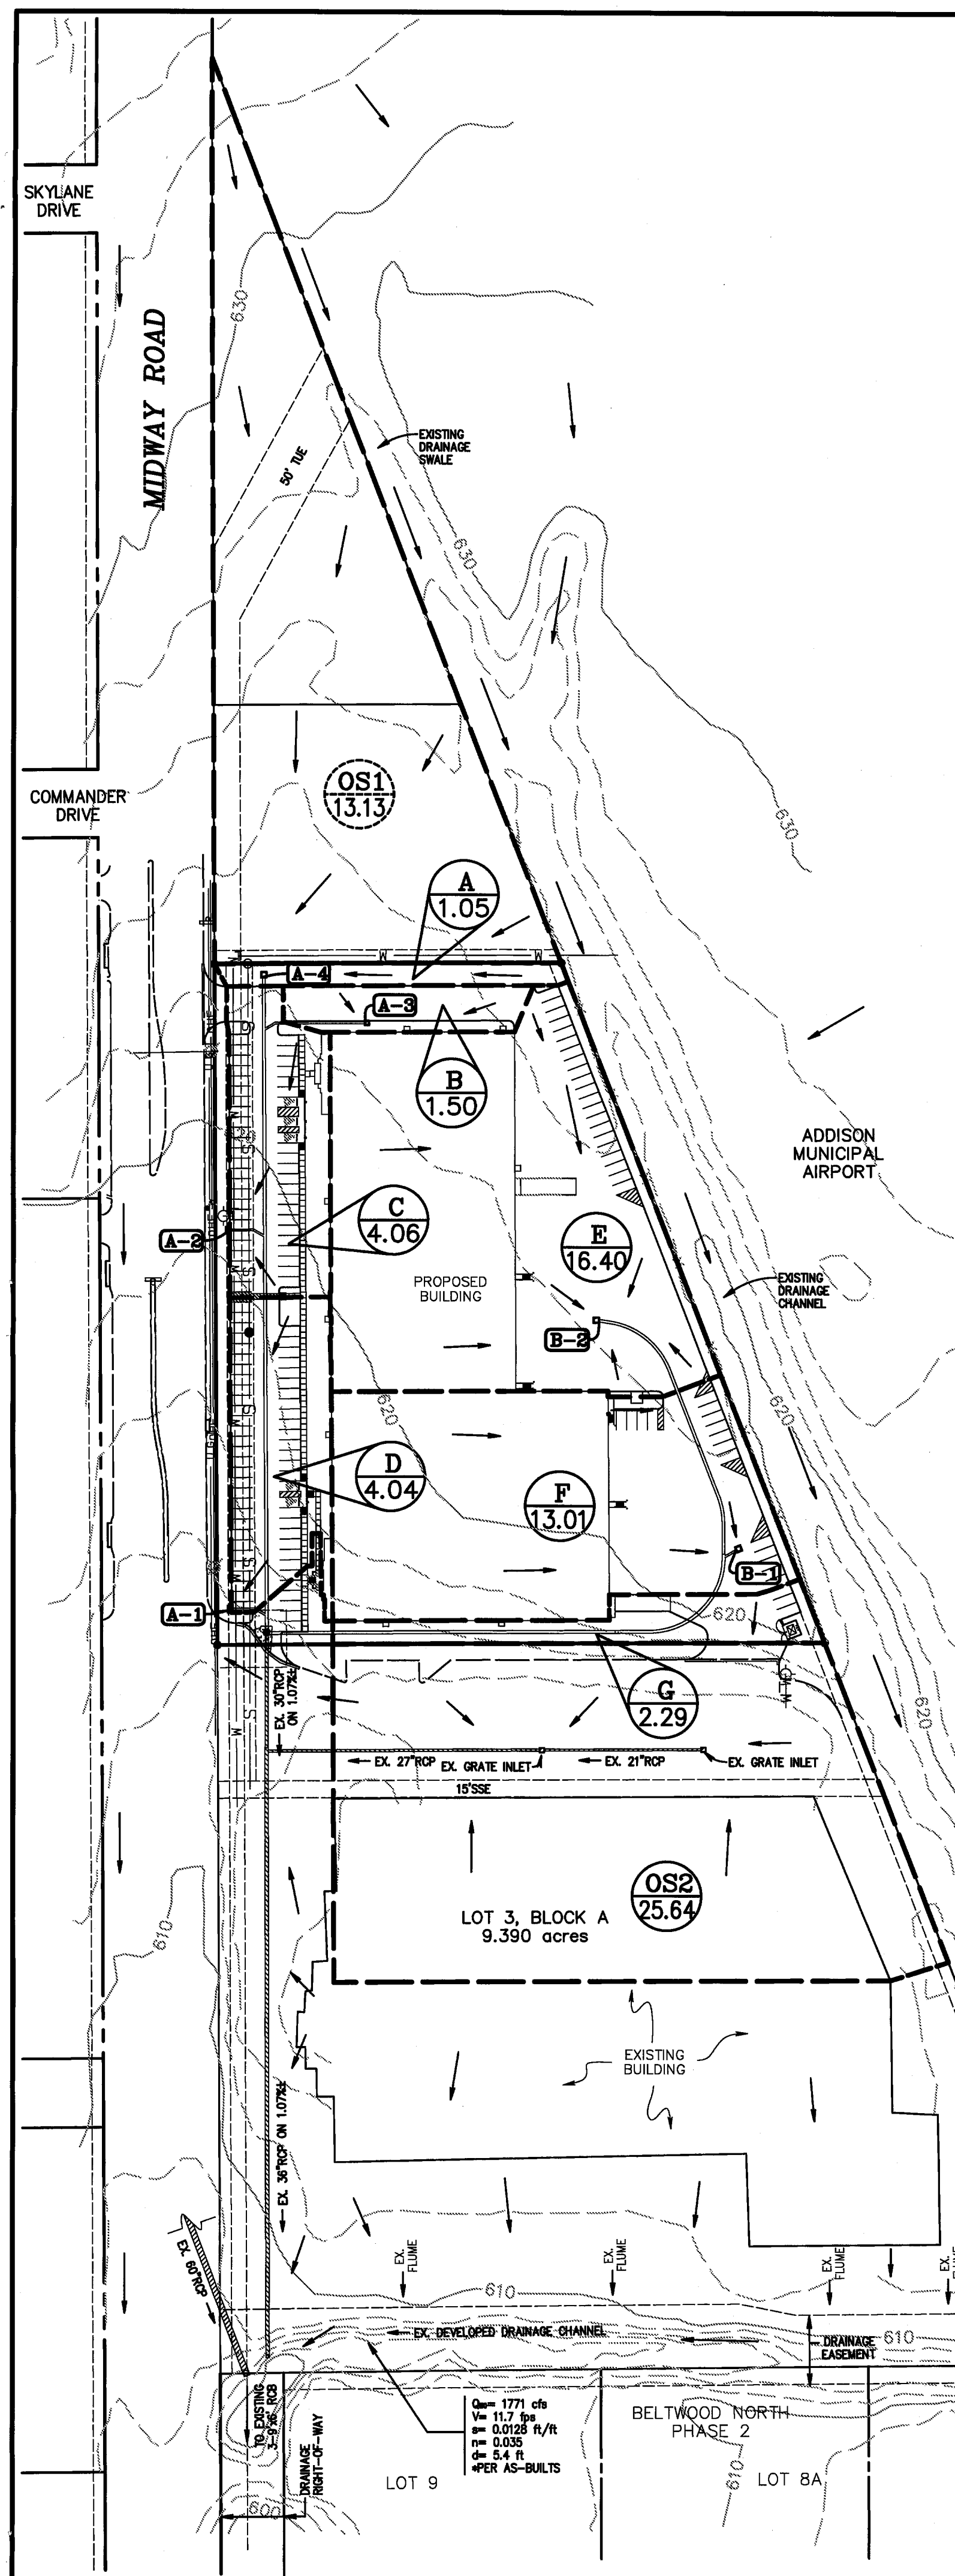 SKYLANE
DRIVE
MIDWAY ROAD
630
EXISTING
DRAINAGE
SWALE
50' TUE
630
OS1
13.13
COMMANDER
DRIVE
630
A
1.05
A-4
A-3
B
1.50
ADDISON
MUNICIPAL
AIRPORT
C
4.06
A-2
E
16.40
PROPOSED
BUILDING
EXISTING
DRAINAGE
CHANNEL
B-2
620
620
D
4.04
F
13.01
B-1
A-1
620
620
G
2.29
EX. 30"RCP
ON 1.07%±
EX. 27"RCP
EX. GRATE INLET
EX. 21"RCP
EX. GRATE INLET
15'SSE
OS2
25.64
LOT 3, BLOCK A
9.390 acres
610
EXISTING
BUILDING
EX. 36"RCP ON 1.07%±
EX. 60"RCP
EX.
FLUME
EX.
FLUME
EX.
FLUME
EX.
FLUME
610
EX. DEVELOPED DRAINAGE CHANNEL
610
DRAINAGE
EASEMENT
TO EXISTING
3-9'x6' RCB
DRAINAGE
RIGHT-OF-WAY
1771 cfs
V= 11.7 fps
s= 0.0128 ft/ft
n= 0.035
d= 5.4 ft
*PER AS-BUILTS
BELTWOOD NORTH
PHASE 2
LOT 9
610
LOT 8A
600